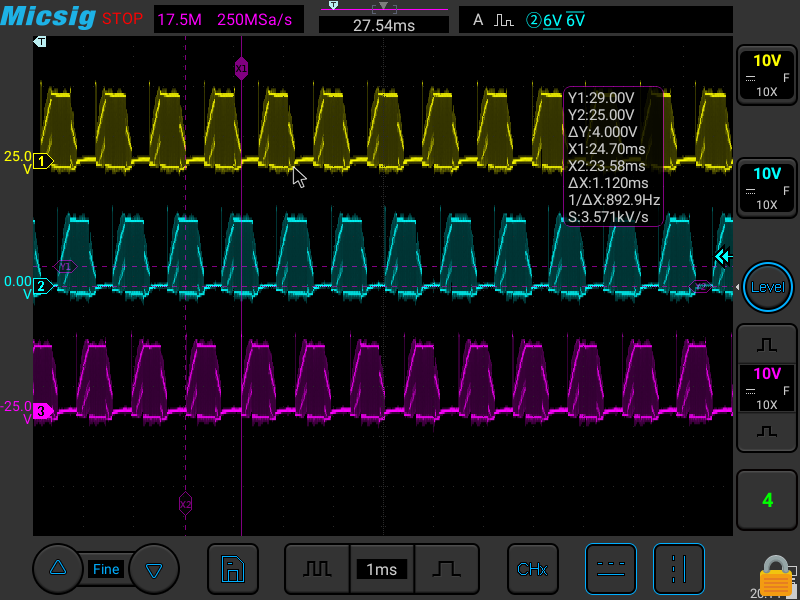 Micsig STOP 17.5M 250MSa/s T 27.54ms A ② 6V 6V
T
X1
10V
F
10X
Y1:29.00V
Y2:25.00V
ΔY:4.000V
X1:24.70ms
X2:23.58ms
ΔX:1.120ms
1/ΔX:892.9Hz
S:3.571kV/s
25.0
V
1
10V
F
10X
Y1
0.00
V
2
Level
10V
F
10X
-25.0
V
3
X2
4
Fine
1ms
CHx